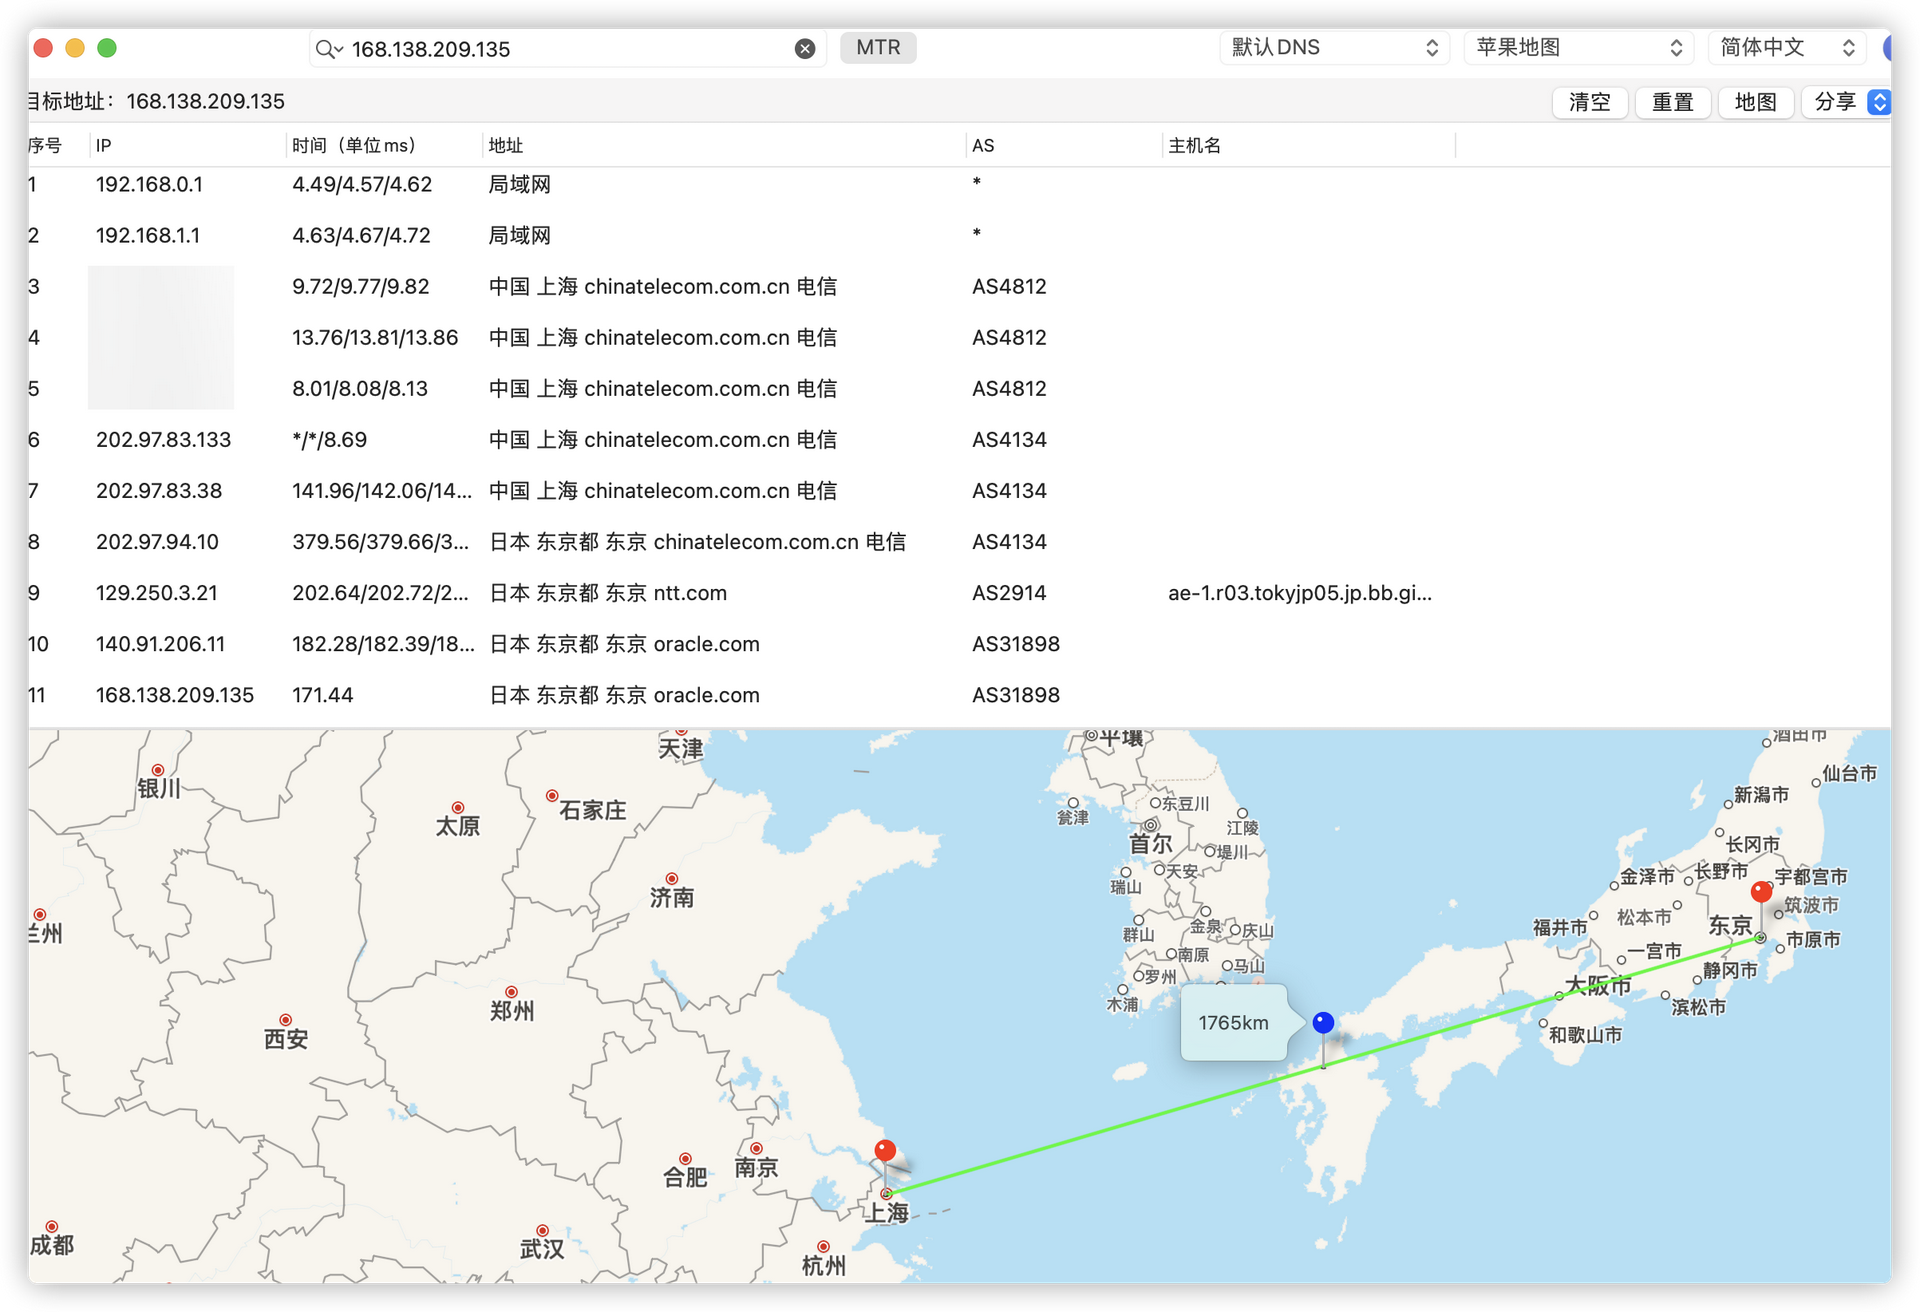 168.138.209.135 MTR 默认DNS 苹果地图 简体中文
目标地址：168.138.209.135 清空 重置 地图 分享
序号 IP 时间（单位ms） 地址 AS 主机名
1 192.168.0.1 4.49/4.57/4.62 局域网 *
2 192.168.1.1 4.63/4.67/4.72 局域网 *
3 9.72/9.77/9.82 中国 上海 chinatelecom.com.cn 电信 AS4812
4 13.76/13.81/13.86 中国 上海 chinatelecom.com.cn 电信 AS4812
5 8.01/8.08/8.13 中国 上海 chinatelecom.com.cn 电信 AS4812
6 202.97.83.133 */*/8.69 中国 上海 chinatelecom.com.cn 电信 AS4134
7 202.97.83.38 141.96/142.06/14... 中国 上海 chinatelecom.com.cn 电信 AS4134
8 202.97.94.10 379.56/379.66/3... 日本 东京都 东京 chinatelecom.com.cn 电信 AS4134
9 129.250.3.21 202.64/202.72/2... 日本 东京都 东京 ntt.com AS2914 ae-1.r03.tokyjp05.jp.bb.gi...
10 140.91.206.11 182.28/182.39/18... 日本 东京都 东京 oracle.com AS31898
11 168.138.209.135 171.44 日本 东京都 东京 oracle.com AS31898
天津
平壤
酒田市
银川
仙台市
新潟市
石家庄
东豆川
瓮津
太原
江陵
首尔
长冈市
堤川
天安
长野市
金泽市
宇都宫市
瑞山
济南
筑波市
松本市
金泉
庆山
福井市
东京
兰州
群山
市原市
一宫市
南原
马山
静冈市
罗州
大阪市
木浦
滨松市
郑州
1765km
和歌山市
西安
南京
合肥
上海
成都
武汉
杭州